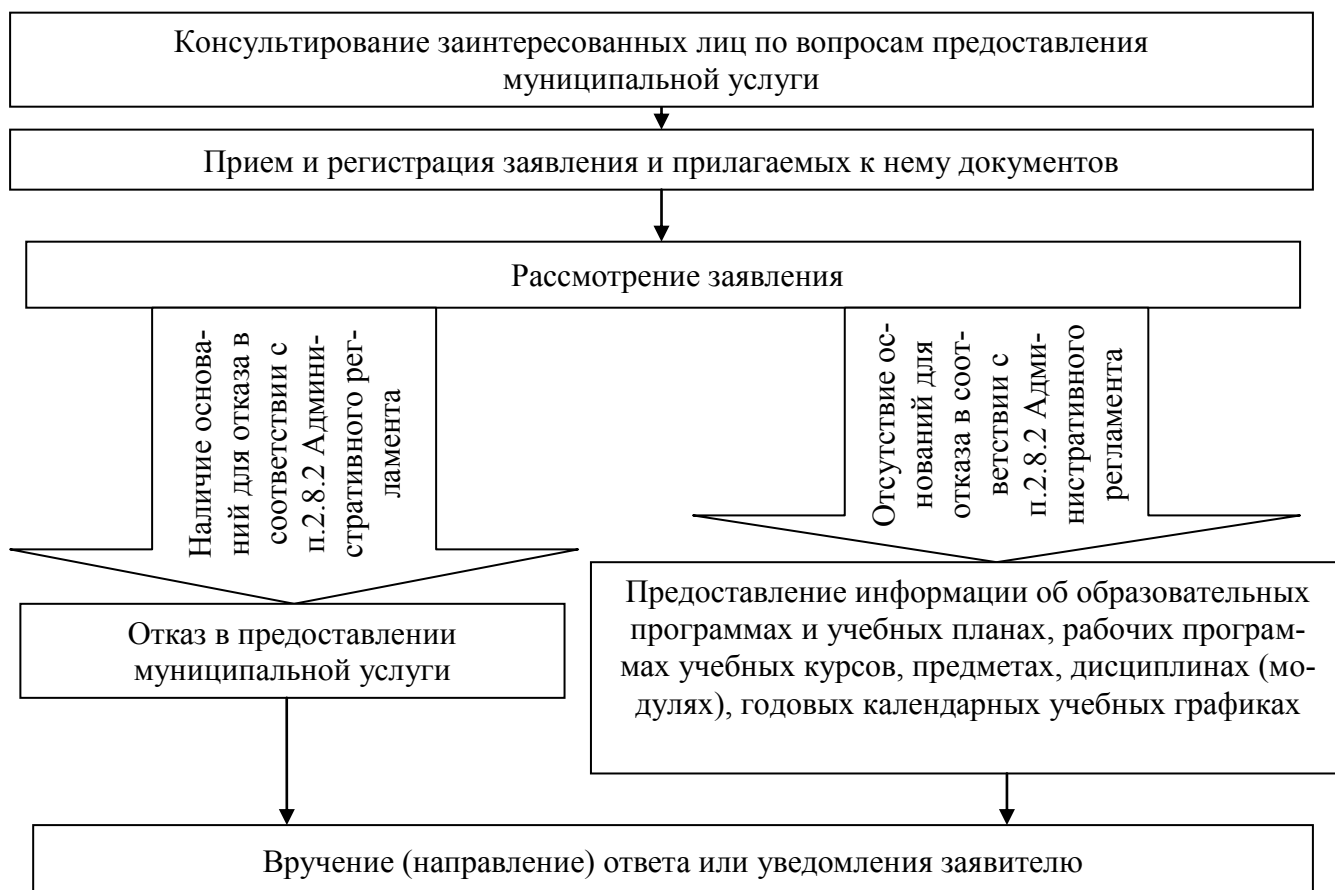 Консультирование заинтересованных лиц по вопросам предоставления
муниципальной услуги
Прием и регистрация заявления и прилагаемых к нему документов
Рассмотрение заявления
Наличие основа-
ний для отказа в
соответствии с
п.2.8.2 Админи-
стративного рег-
ламента
Отсутствие ос-
нований для
отказа в соот-
ветствии с
п.2.8.2 Адми-
нистративного
регламента
Отказ в предоставлении
муниципальной услуги
Предоставление информации об образовательных
программах и учебных планах, рабочих програм-
мах учебных курсов, предметах, дисциплинах (мо-
дулях), годовых календарных учебных графиках
Вручение (направление) ответа или уведомления заявителю